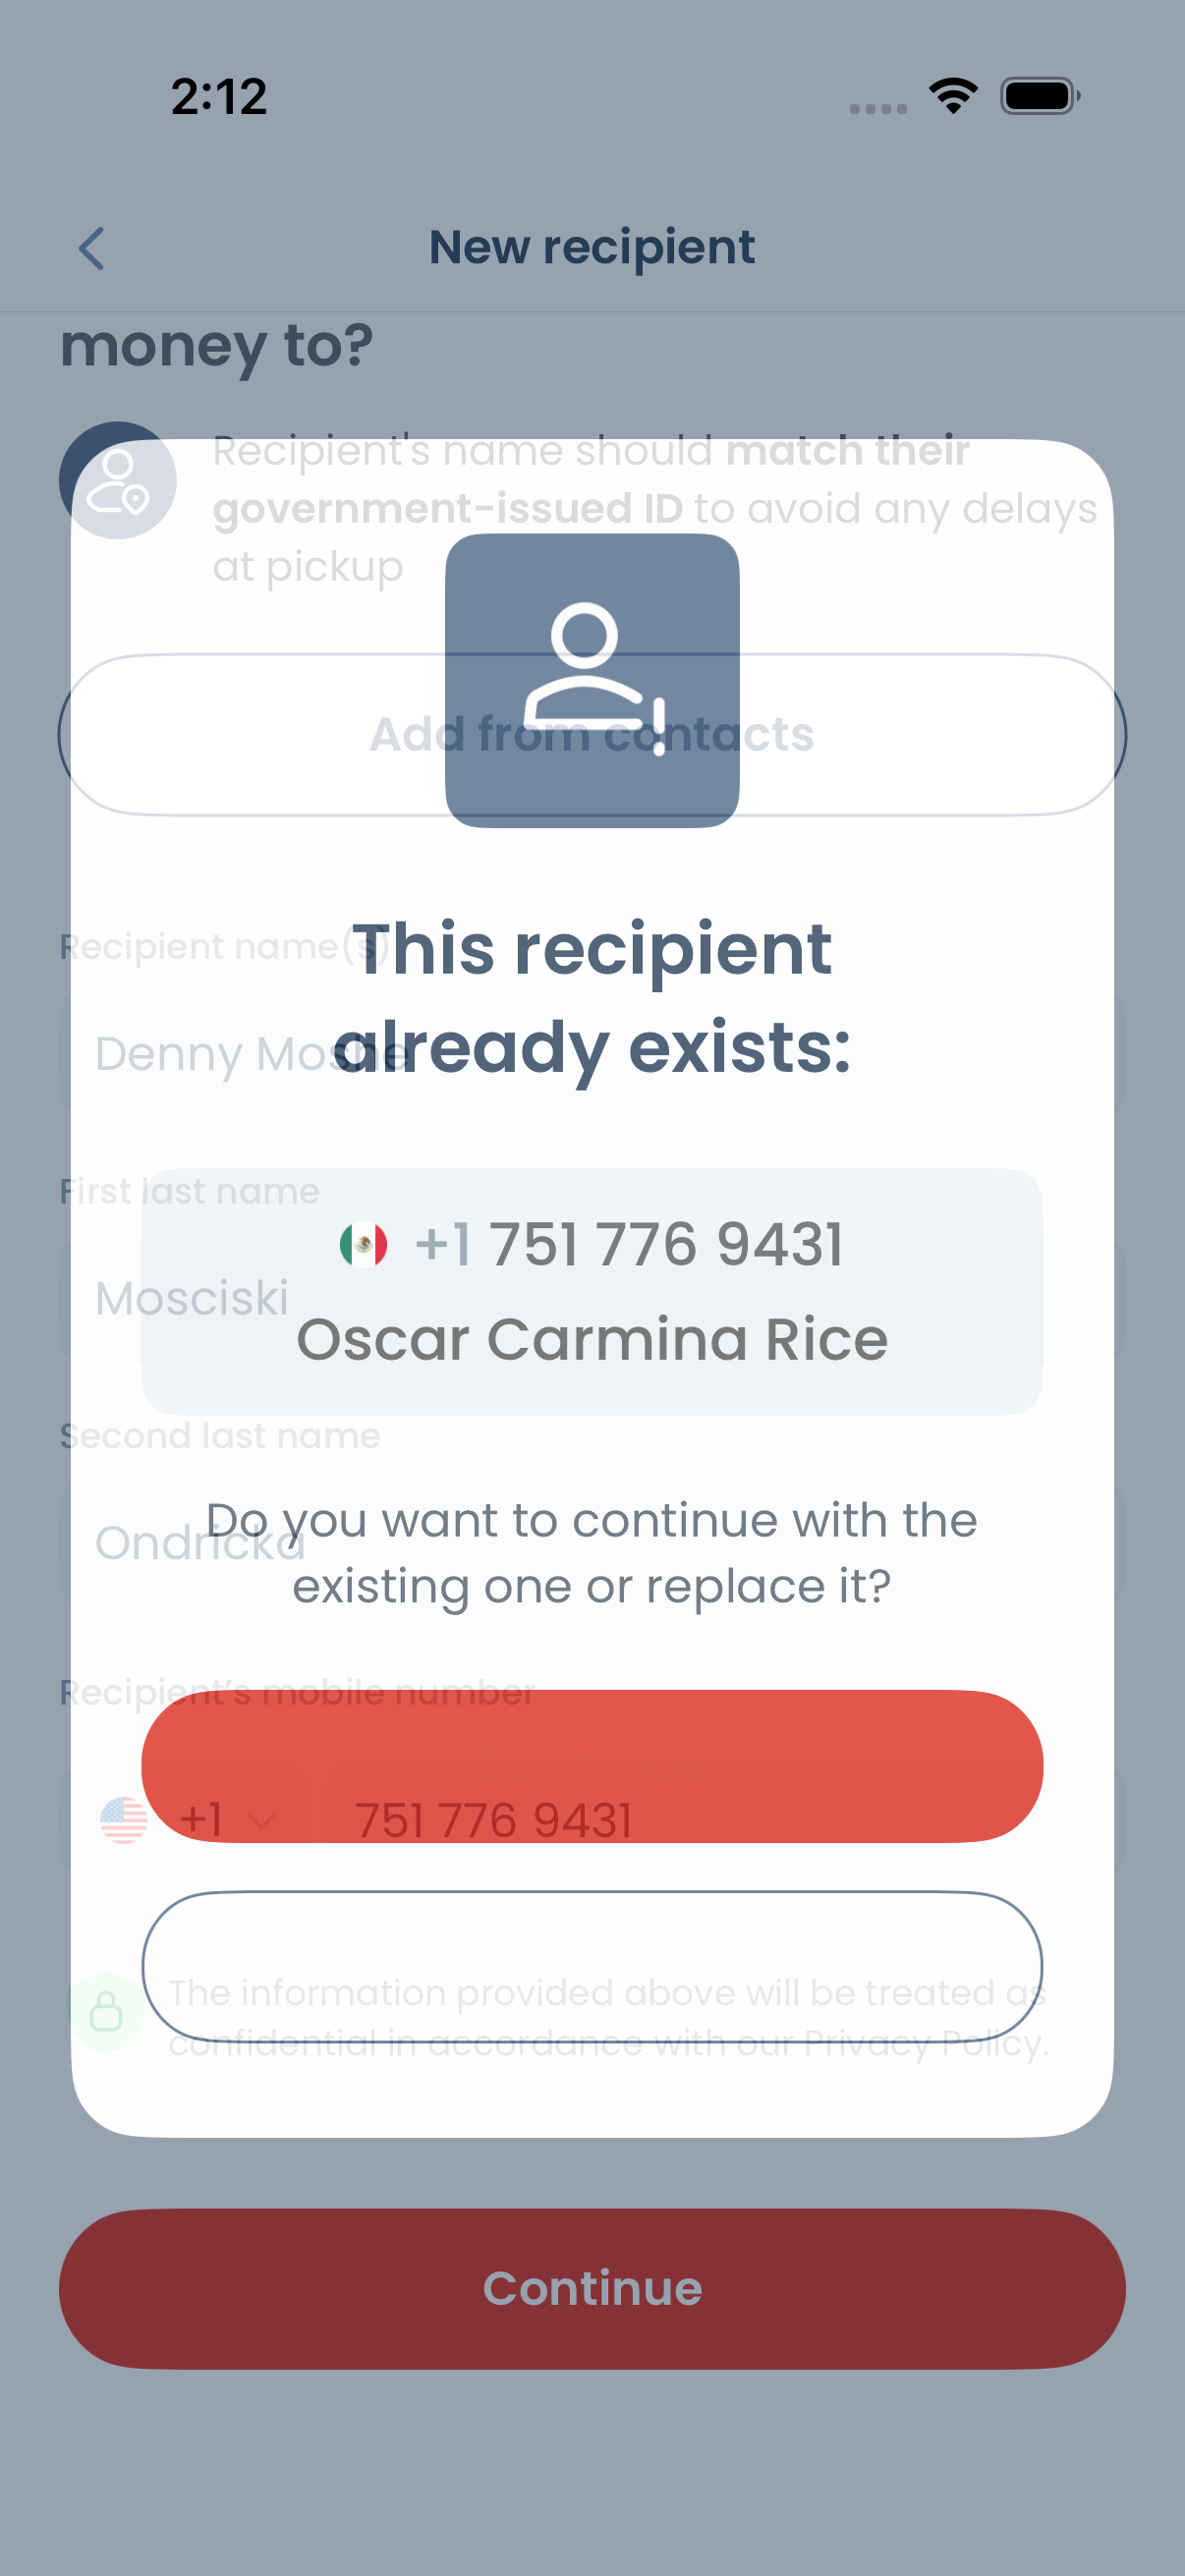 2:12
New recipient
money to?
Recipient's name should match their
government-issued ID to avoid any delays
at pickup
Add from contacts
Recipient name(s)
This recipient
Denny Moshe
already exists:
First last name
+1 751 776 9431
Mosciski
Oscar Carmina Rice
Second last name
Do you want to continue with the
Ondricka
existing one or replace it?
Recipient’s mobile number
+1 751 776 9431
The information provided above will be treated as
confidential in accordance with our Privacy Policy.
Continue